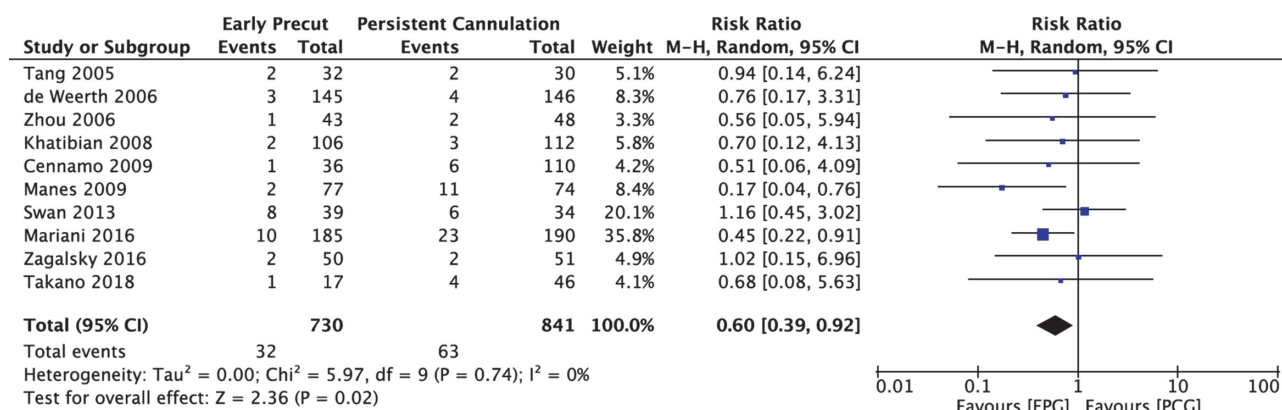 Early Precut Persistent Cannulation Risk Ratio Risk Ratio
Study or Subgroup Events Total Events Total Weight M-H, Random, 95% CI M-H, Random, 95% CI
Tang 2005 2 32 2 30 5.1% 0.94 [0.14, 6.24]
de Weerth 2006 3 145 4 146 8.3% 0.76 [0.17, 3.31]
Zhou 2006 1 43 2 48 3.3% 0.56 [0.05, 5.94]
Khatibian 2008 2 106 3 112 5.8% 0.70 [0.12, 4.13]
Cennamo 2009 1 36 6 110 4.2% 0.51 [0.06, 4.09]
Manes 2009 2 77 11 74 8.4% 0.17 [0.04, 0.76]
Swan 2013 8 39 6 34 20.1% 1.16 [0.45, 3.02]
Mariani 2016 10 185 23 190 35.8% 0.45 [0.22, 0.91]
Zagalsky 2016 2 50 2 51 4.9% 1.02 [0.15, 6.96]
Takano 2018 1 17 4 46 4.1% 0.68 [0.08, 5.63]
Total (95% CI) 730 841 100.0% 0.60 [0.39, 0.92]
Total events 32 63
Heterogeneity: Tau² = 0.00; Chi² = 5.97, df = 9 (P = 0.74); I² = 0%
Test for overall effect: Z = 2.36 (P = 0.02)
0.01 0.1 1 10 100
Favours [EPG] Favours [PCG]